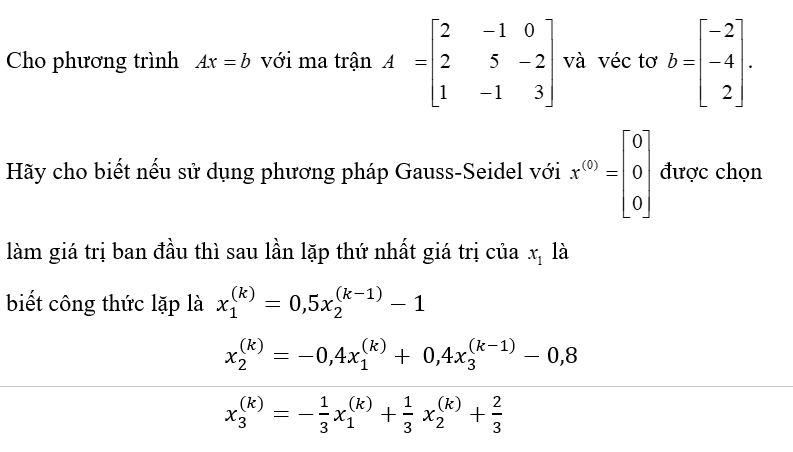 Cho phương trình Ax = b với ma trận A = [2 −1 0; 2 5 −2; 1 −1 3] và véc tơ b = [−2; −4; 2].
Hãy cho biết nếu sử dụng phương pháp Gauss-Seidel với x^(0) = [0; 0; 0] được chọn
làm giá trị ban đầu thì sau lần lặp thứ nhất giá trị của x₁ là
biết công thức lặp là x₁^(k) = 0,5x₂^(k−1) − 1
x₂^(k) = −0,4x₁^(k) + 0,4x₃^(k−1) − 0,8
x₃^(k) = −1/3 x₁^(k) + 1/3 x₂^(k) + 2/3